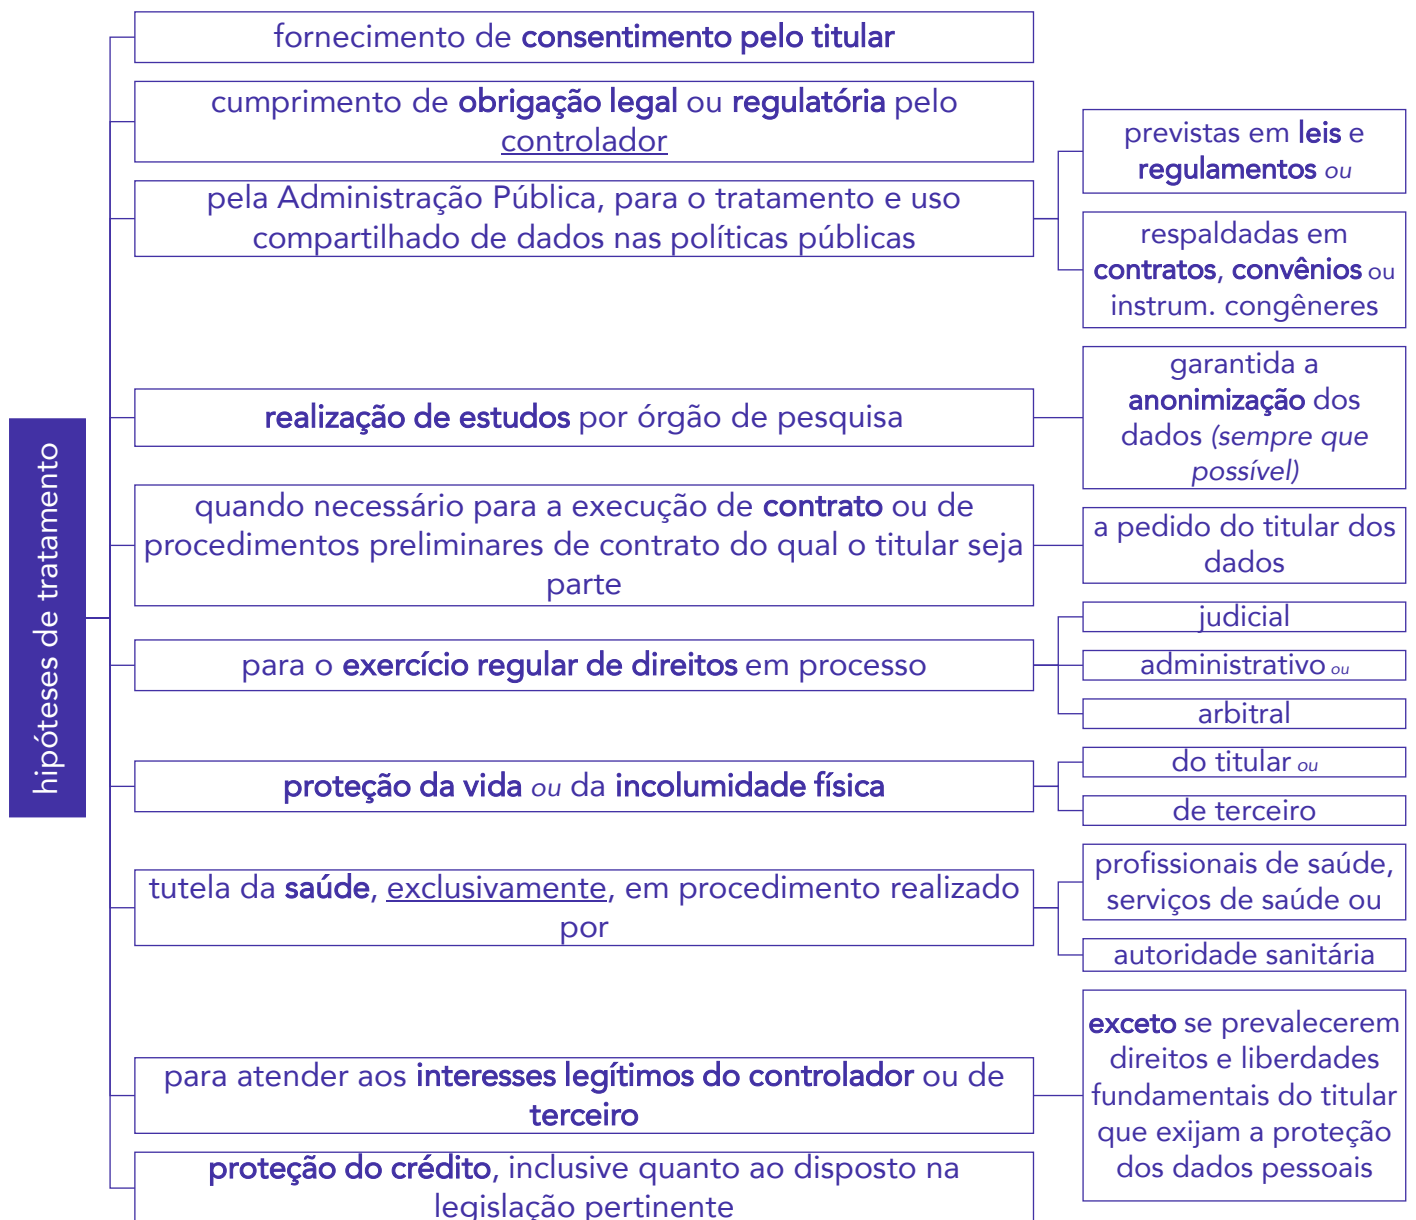 hipóteses de tratamento
fornecimento de consentimento pelo titular
cumprimento de obrigação legal ou regulatória pelo
controlador
pela Administração Pública, para o tratamento e uso
compartilhado de dados nas políticas públicas
previstas em leis e
regulamentos ou
respaldadas em
contratos, convênios ou
instrum. congêneres
realização de estudos por órgão de pesquisa
garantida a
anonimização dos
dados (sempre que
possível)
quando necessário para a execução de contrato ou de
procedimentos preliminares de contrato do qual o titular seja
parte
a pedido do titular dos
dados
para o exercício regular de direitos em processo
judicial
administrativo ou
arbitral
proteção da vida ou da incolumidade física
do titular ou
de terceiro
tutela da saúde, exclusivamente, em procedimento realizado
por
profissionais de saúde,
serviços de saúde ou
autoridade sanitária
para atender aos interesses legítimos do controlador ou de
terceiro
exceto se prevalecerem
direitos e liberdades
fundamentais do titular
que exijam a proteção
dos dados pessoais
proteção do crédito, inclusive quanto ao disposto na
legislação pertinente